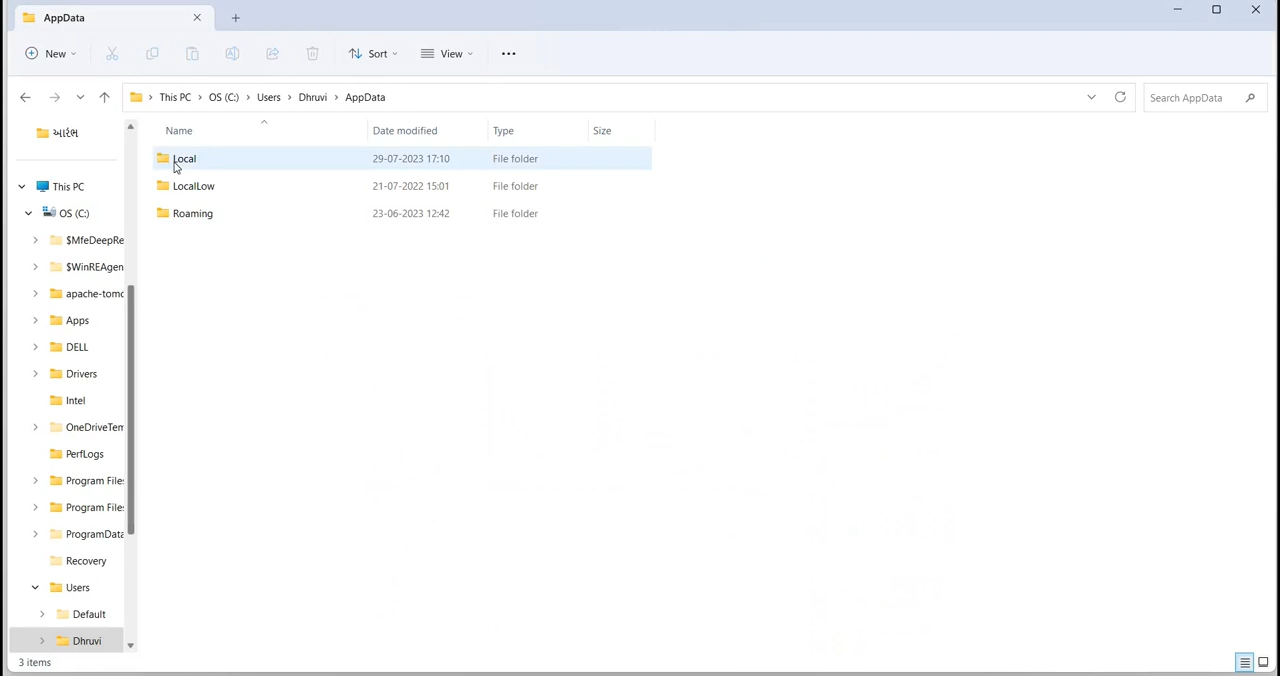 AppData
New
Sort
View
This PC
OS (C:)
Users
Dhruvi
AppData
Search AppData
Name
Date modified
Type
Size
Local 29-07-2023 17:10 File folder
LocalLow 21-07-2022 15:01 File folder
Roaming 23-06-2023 12:42 File folder
This PC
OS (C:)
$MfeDeepRe
$WinREAgen
apache-tomc
Apps
DELL
Drivers
Intel
OneDriveTem
PerfLogs
Program Files
Program Files
ProgramData
Recovery
Users
Default
Dhruvi
3 items